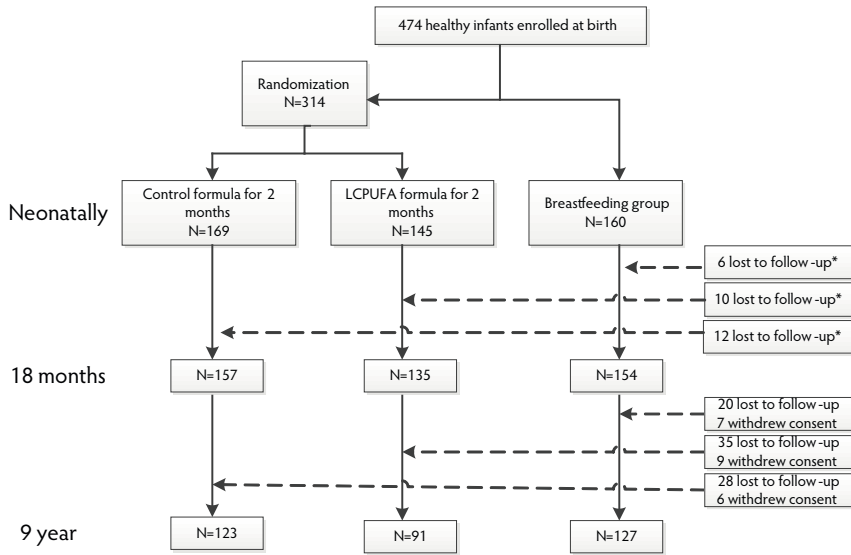 474 healthy infants enrolled at birth
Randomization
N=314
Neonatally
Control formula for 2
months
N=169
LCPUFA formula for 2
months
N=145
Breastfeeding group
N=160
6 lost to follow-up*
10 lost to follow-up*
12 lost to follow-up*
18 months
N=157
N=135
N=154
20 lost to follow-up
7 withdrew consent
35 lost to follow-up
9 withdrew consent
28 lost to follow-up
6 withdrew consent
9 year
N=123
N=91
N=127